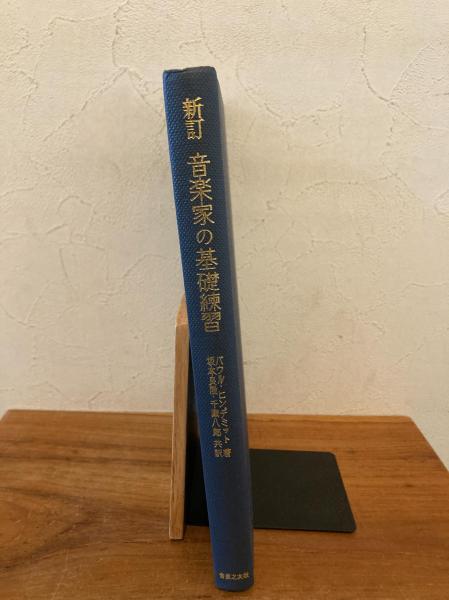 新訂 音楽家の基礎練習
パウル・ヒンデミット 著
坂本良隆・千蔵八郎 共訳
音楽之友社